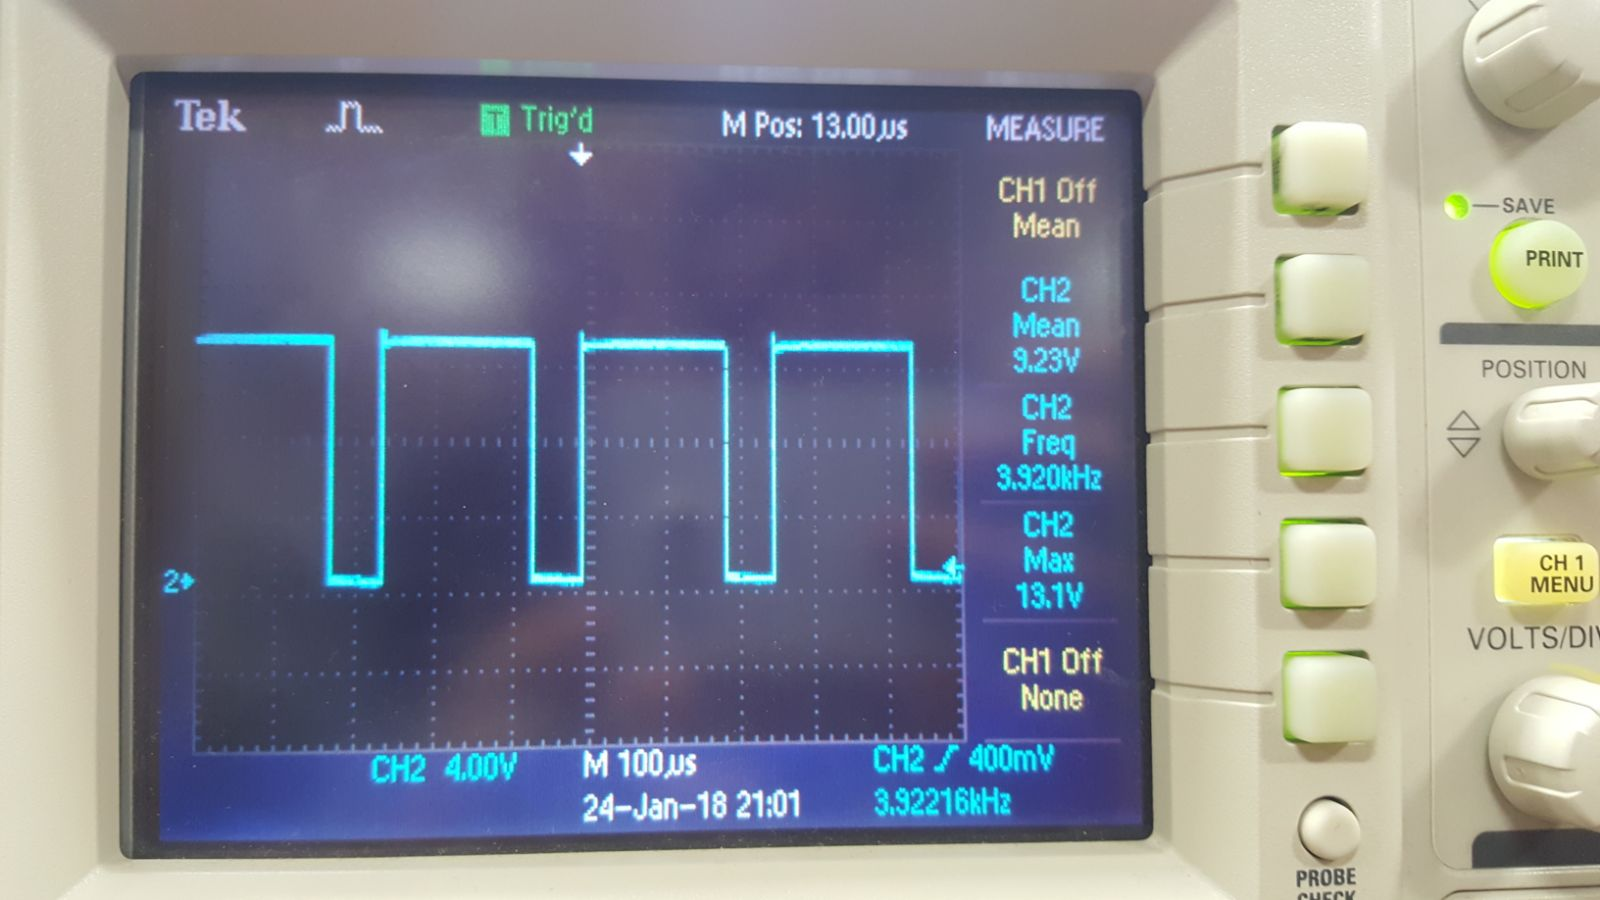 Tek
T Trig'd
M Pos: 13.00µs
MEASURE
CH1 Off
Mean
CH2
Mean
9.23V
CH2
Freq
3.920kHz
CH2
Max
13.1V
CH1 Off
None
2
CH2 4.00V
M 100µs
CH2 400mV
24-Jan-18 21:01
3.92216kHz
SAVE
PRINT
POSITION
CH 1
MENU
VOLTS/DIV
PROBE
CHECK